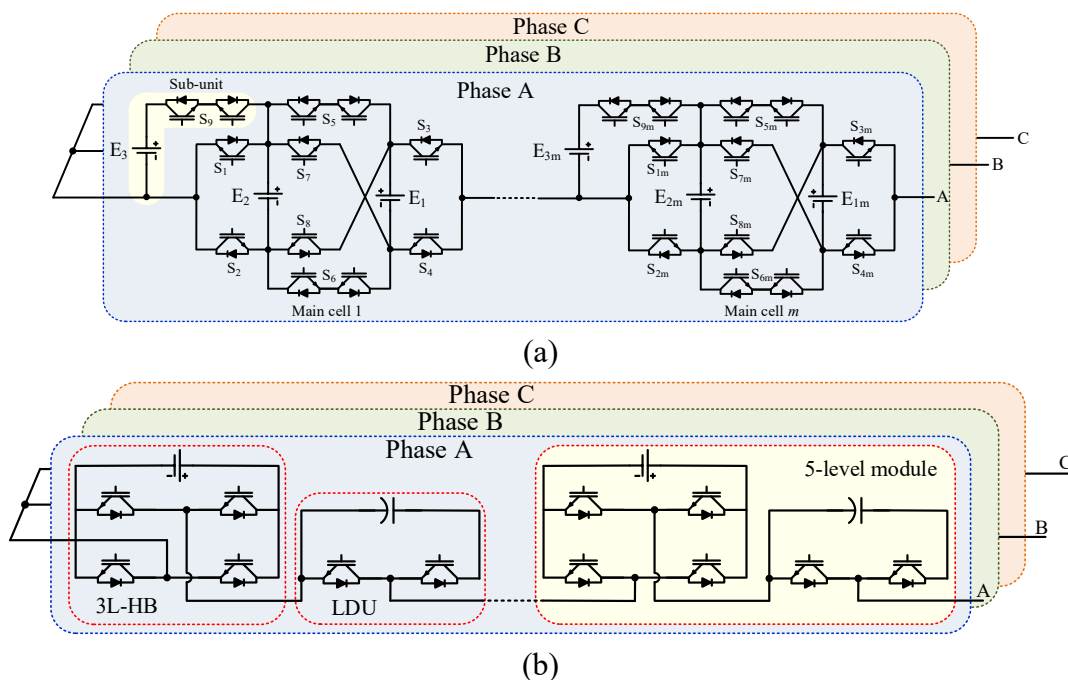 Phase C
Phase B
Phase A
Sub-unit
S9
S5
S3
E3
S1
S7
E2
E1
S8
S2
S6
S4
Main cell 1
S9m
S5m
S3m
E3m
S1m
S7m
E2m
E1m
S8m
S2m
S6m
S4m
Main cell m
C
B
A
(a)
Phase C
Phase B
Phase A
5-level module
3L-HB
LDU
C
B
A
(b)